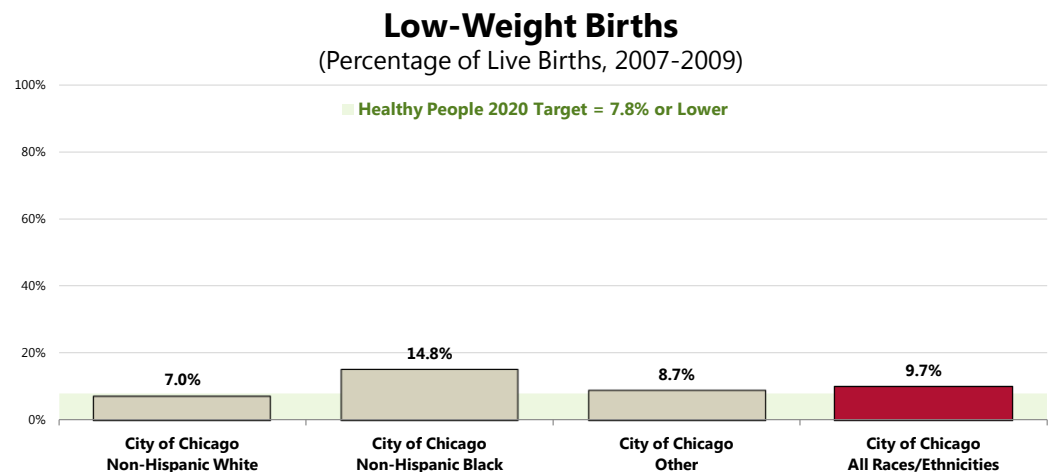 Low-Weight Births
(Percentage of Live Births, 2007-2009)
100%
Healthy People 2020 Target = 7.8% or Lower
80%
60%
40%
20%
0%
7.0%
14.8%
8.7%
9.7%
City of Chicago
Non-Hispanic White
City of Chicago
Non-Hispanic Black
City of Chicago
Other
City of Chicago
All Races/Ethnicities